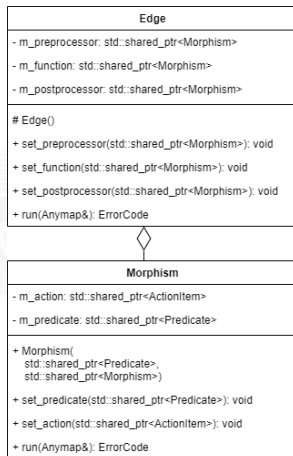 Edge
- m_preprocessor: std::shared_ptr<Morphism>
- m_function: std::shared_ptr<Morphism>
- m_postprocessor: std::shared_ptr<Morphism>
# Edge()
+ set_preprocessor(std::shared_ptr<Morphism>): void
+ set_function(std::shared_ptr<Morphism>): void
+ set_postprocessor(std::shared_ptr<Morphism>): void
+ run(Anymap&): ErrorCode
Morphism
- m_action: std::shared_ptr<ActionItem>
- m_predicate: std::shared_ptr<Predicate>
+ Morphism(
std::shared_ptr<Predicate>,
std::shared_ptr<Morphism>)
+ set_predicate(std::shared_ptr<Predicate>): void
+ set_action(std::shared_ptr<ActionItem>): void
+ run(Anymap&): ErrorCode